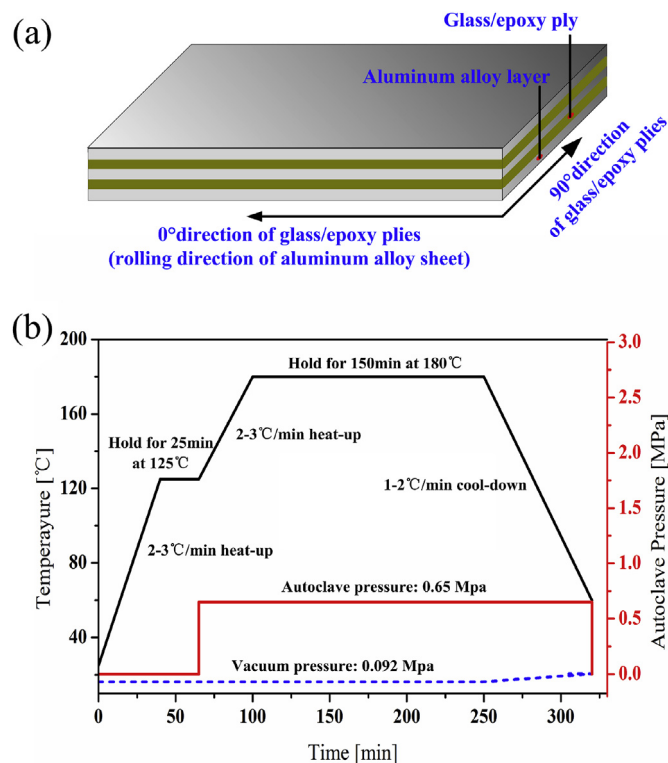 (a)
Glass/epoxy ply
Aluminum alloy layer
90°direction
of glass/epoxy plies
0°direction of glass/epoxy plies
(rolling direction of aluminum alloy sheet)
(b)
200
160
120
80
40
Temperayure [℃]
3.0
2.5
2.0
1.5
1.0
0.5
0.0
Autoclave Pressure [MPa]
Hold for 150min at 180℃
2-3℃/min heat-up
Hold for 25min
at 125℃
1-2℃/min cool-down
2-3℃/min heat-up
Autoclave pressure: 0.65 Mpa
Vacuum pressure: 0.092 Mpa
0 50 100 150 200 250 300
Time [min]